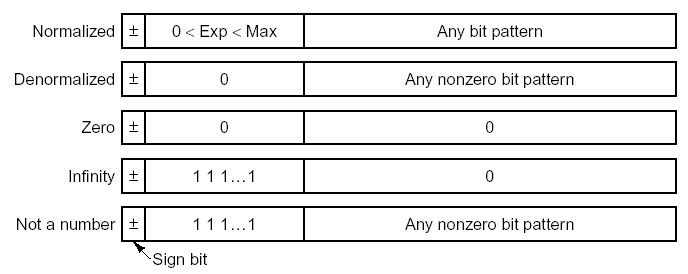 Normalized ± 0 < Exp < Max Any bit pattern
Denormalized ± 0 Any nonzero bit pattern
Zero ± 0 0
Infinity ± 1 1 1…1 0
Not a number ± 1 1 1…1 Any nonzero bit pattern
Sign bit